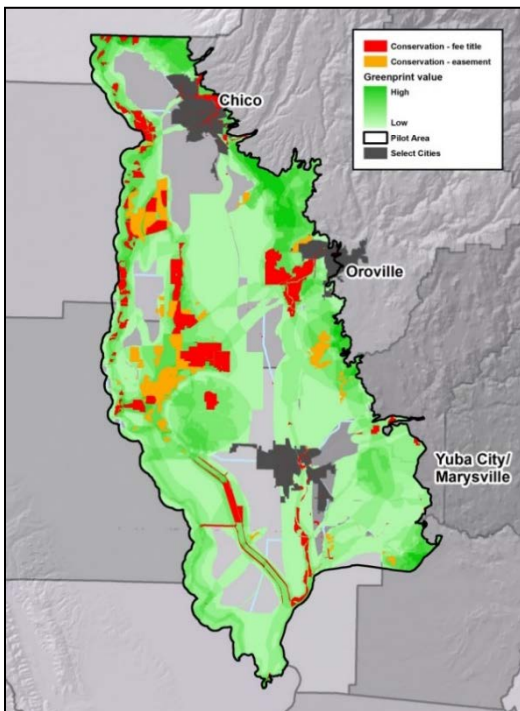 Conservation - fee title
Conservation - easement
Greenprint value
High
Low
Pilot Area
Select Cities
Chico
Oroville
Yuba City/
Marysville